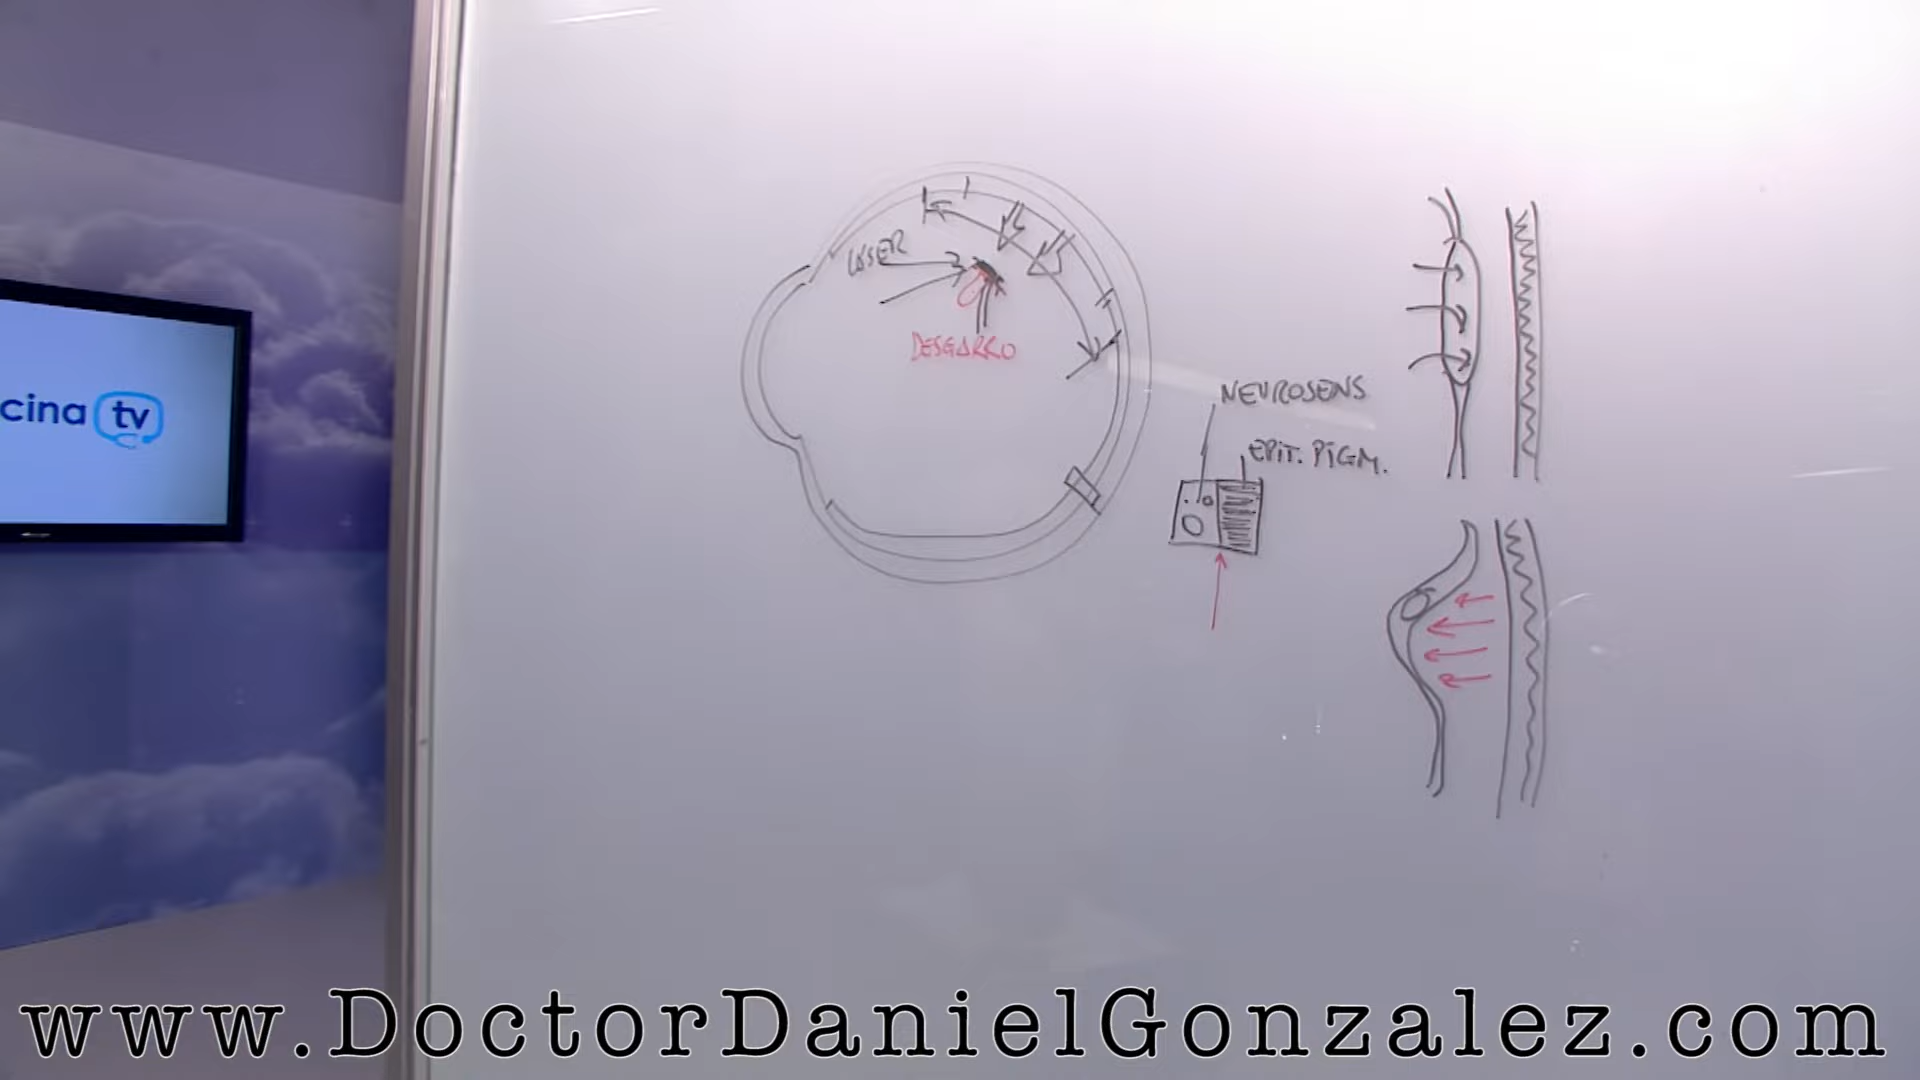 cina tv
LASER
DESGARRO
NEUROSENS
EPIT. PIGM.
www.DoctorDanielGonzalez.com